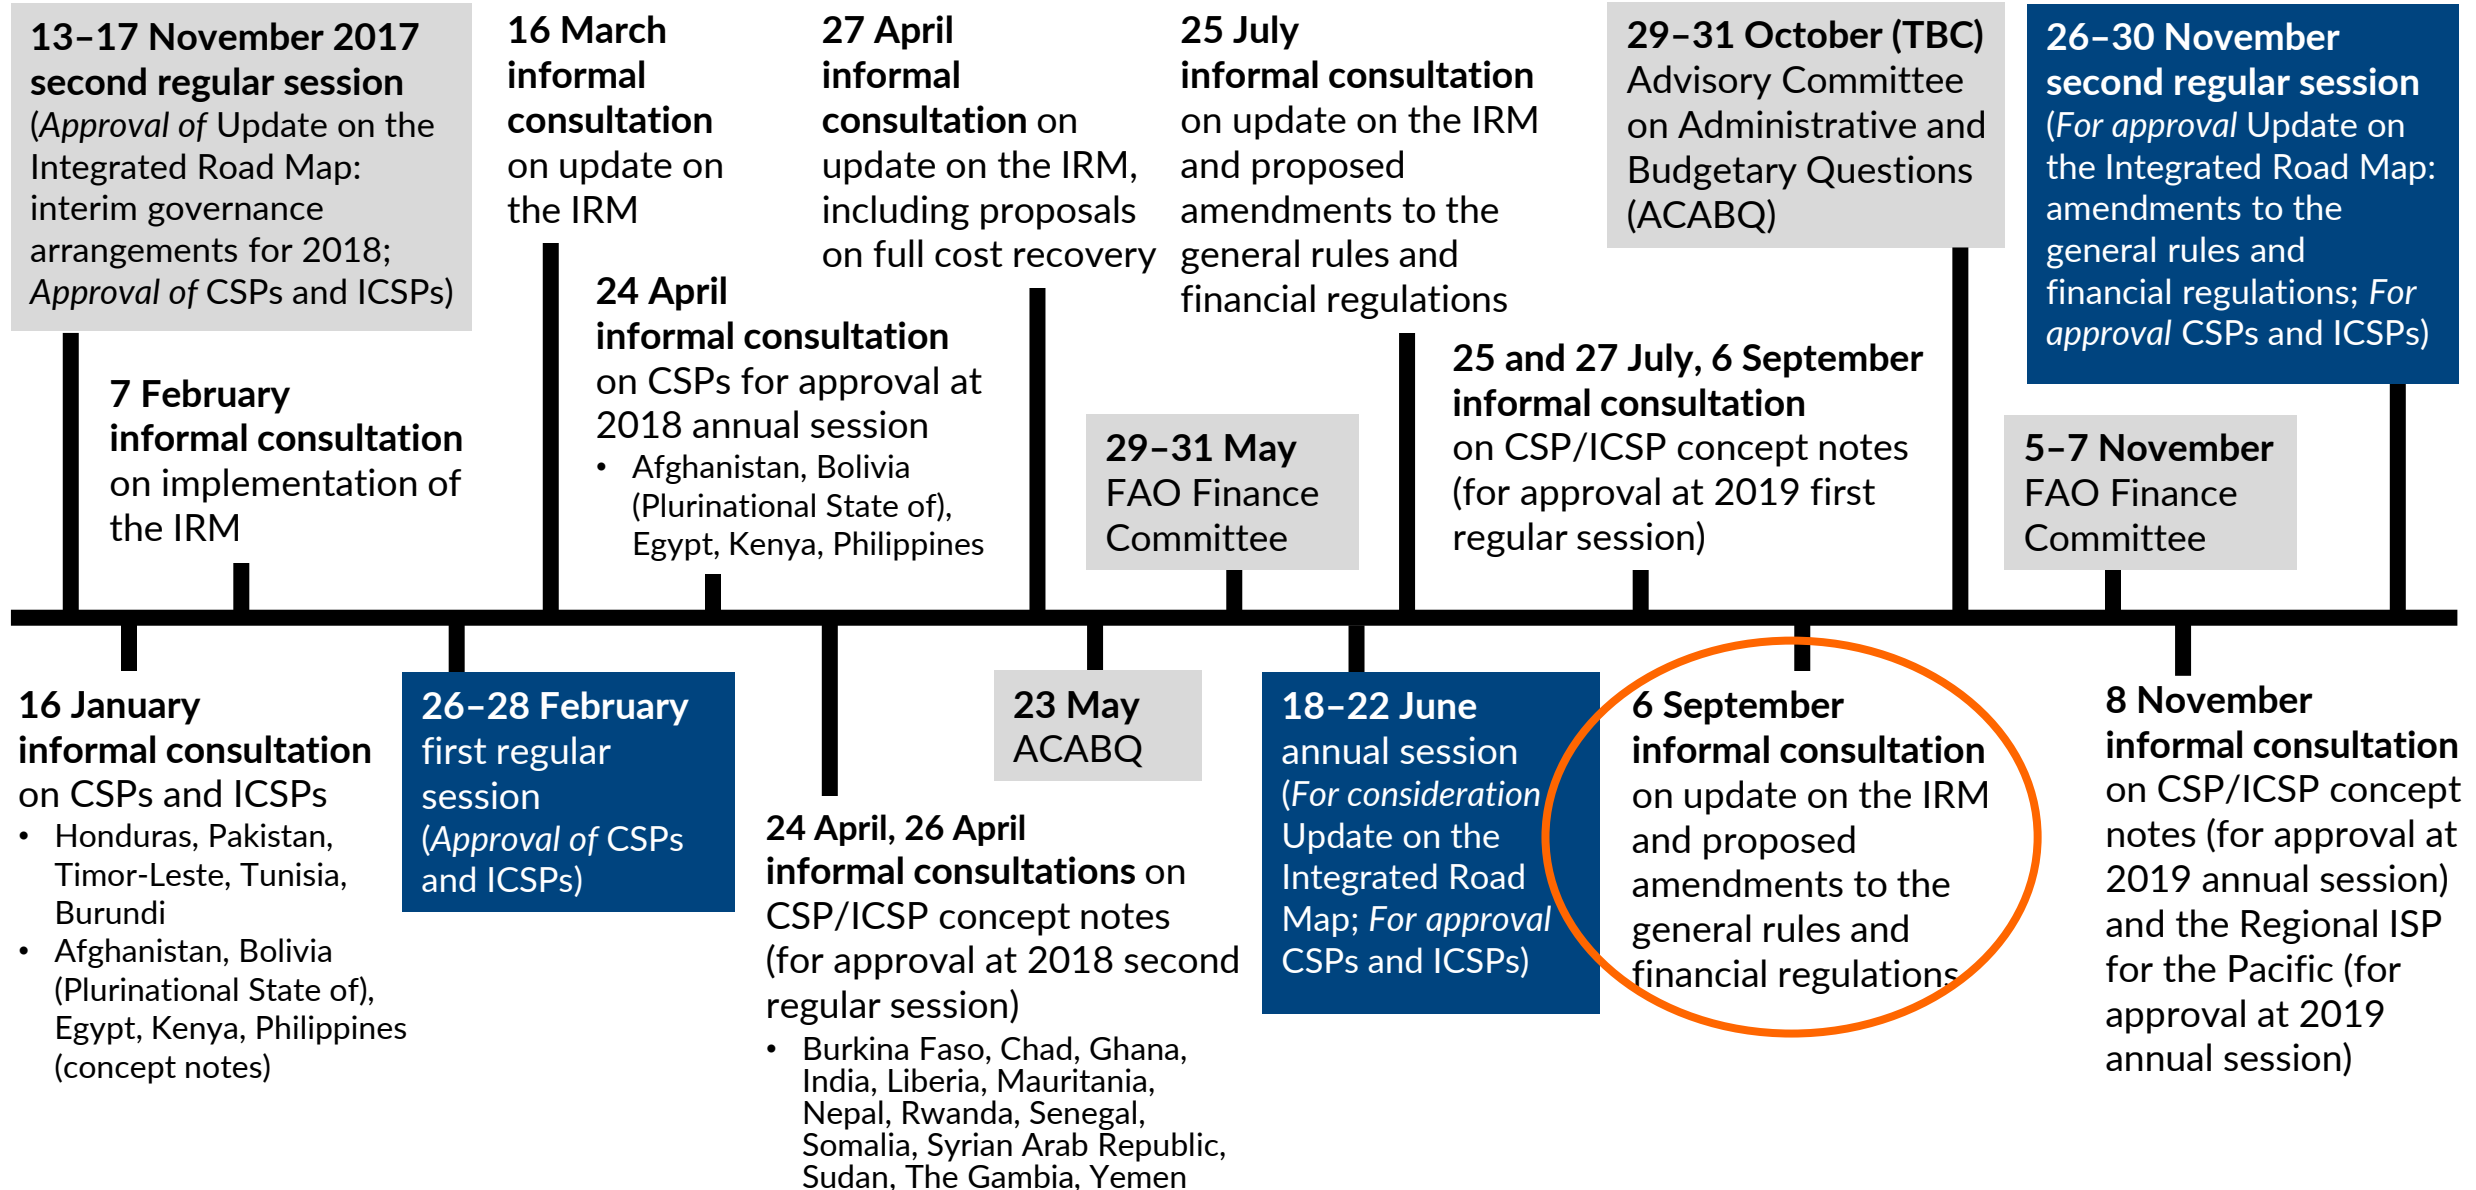 13–17 November 2017
second regular session
(Approval of Update on the
Integrated Road Map:
interim governance
arrangements for 2018;
Approval of CSPs and ICSPs)
16 January
informal consultation
on CSPs and ICSPs
• Honduras, Pakistan,
Timor-Leste, Tunisia,
Burundi
• Afghanistan, Bolivia
(Plurinational State of),
Egypt, Kenya, Philippines
(concept notes)
7 February
informal consultation
on implementation of
the IRM
26–28 February
first regular
session
(Approval of CSPs
and ICSPs)
16 March
informal
consultation
on update on
the IRM
24 April
informal consultation
on CSPs for approval at
2018 annual session
• Afghanistan, Bolivia
(Plurinational State of),
Egypt, Kenya, Philippines
24 April, 26 April
informal consultations on
CSP/ICSP concept notes
(for approval at 2018 second
regular session)
• Burkina Faso, Chad, Ghana,
India, Liberia, Mauritania,
Nepal, Rwanda, Senegal,
Somalia, Syrian Arab Republic,
Sudan, The Gambia, Yemen
27 April
informal
consultation on
update on the IRM,
including proposals
on full cost recovery
23 May
ACABQ
29–31 May
FAO Finance
Committee
18–22 June
annual session
(For consideration
Update on the
Integrated Road
Map; For approval
CSPs and ICSPs)
25 July
informal consultation
on update on the IRM
and proposed
amendments to the
general rules and
financial regulations
25 and 27 July, 6 September
informal consultation
on CSP/ICSP concept notes
(for approval at 2019 first
regular session)
6 September
informal consultation
on update on the IRM
and proposed
amendments to the
general rules and
financial regulations
29–31 October (TBC)
Advisory Committee
on Administrative and
Budgetary Questions
(ACABQ)
5–7 November
FAO Finance
Committee
8 November
informal consultation
on CSP/ICSP concept
notes (for approval at
2019 annual session)
and the Regional ISP
for the Pacific (for
approval at 2019
annual session)
26–30 November
second regular session
(For approval Update on
the Integrated Road Map:
amendments to the
general rules and
financial regulations; For
approval CSPs and ICSPs)